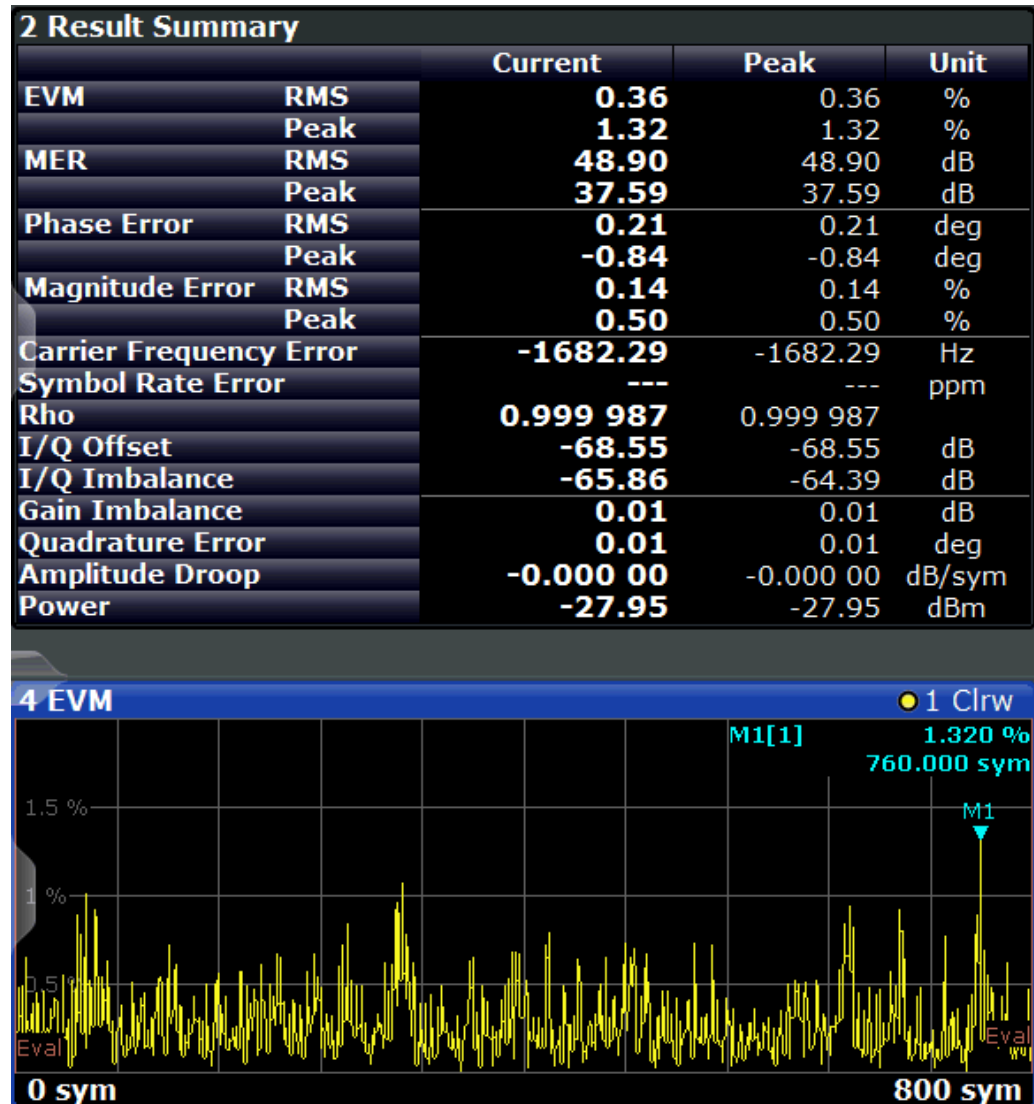 2 Result Summary
Current Peak Unit
EVM RMS 0.36 0.36 %
Peak 1.32 1.32 %
MER RMS 48.90 48.90 dB
Peak 37.59 37.59 dB
Phase Error RMS 0.21 0.21 deg
Peak -0.84 -0.84 deg
Magnitude Error RMS 0.14 0.14 %
Peak 0.50 0.50 %
Carrier Frequency Error -1682.29 -1682.29 Hz
Symbol Rate Error --- --- ppm
Rho 0.999 987 0.999 987
I/Q Offset -68.55 -68.55 dB
I/Q Imbalance -65.86 -64.39 dB
Gain Imbalance 0.01 0.01 dB
Quadrature Error 0.01 0.01 deg
Amplitude Droop -0.000 00 -0.000 00 dB/sym
Power -27.95 -27.95 dBm
4 EVM 1 Clrw
M1[1] 1.320 %
760.000 sym
1.5 %
M1
1 %
0.5 %
Eval Eval
0 sym 800 sym